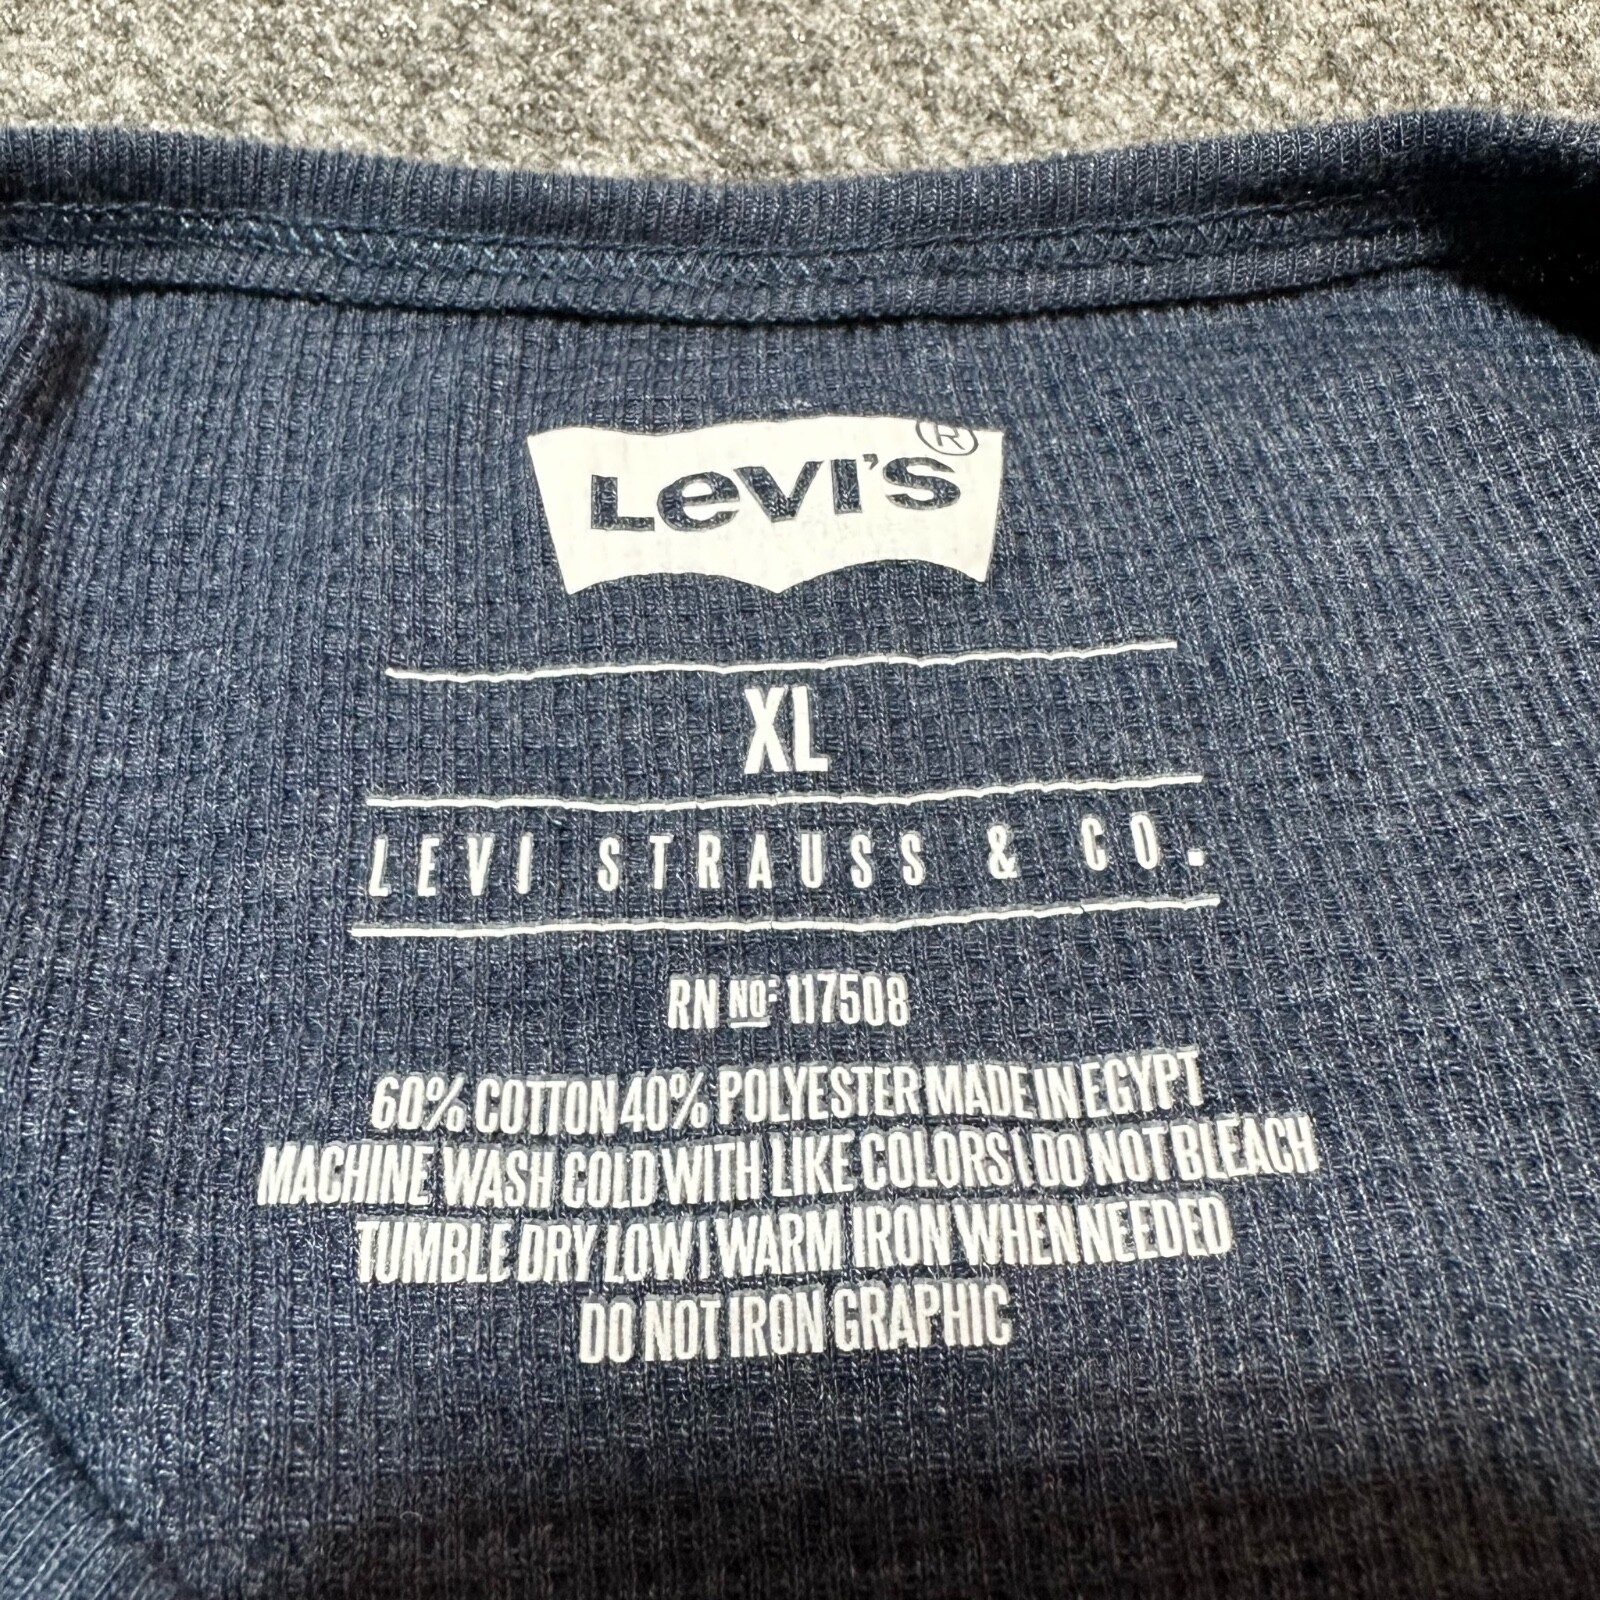 Levi's®
XL
LEVI STRAUSS & CO.
RN NO: 117508
60% COTTON 40% POLYESTER MADE IN EGYPT
MACHINE WASH COLD WITH LIKE COLORS | DO NOT BLEACH
TUMBLE DRY LOW | WARM IRON WHEN NEEDED
DO NOT IRON GRAPHIC